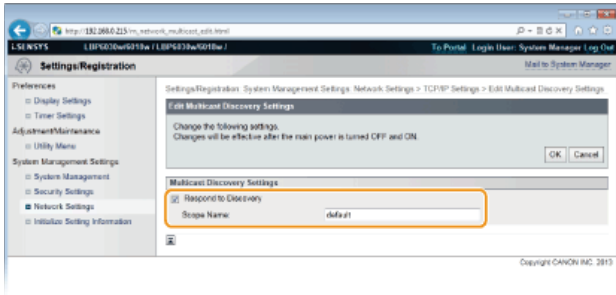 http://192.168.0.215/m_network_multicast_edit.html
LBP6030w/6018w / LBP6030w/6018w /
To Portal Login User: System Manager Log Out
Settings/Registration
Mail to System Manager
Preferences
Display Settings
Timer Settings
Adjustment/Maintenance
Utility Menu
System Management Settings
System Management
Security Settings
Network Settings
Initialize Setting Information
Settings/Registration: System Management Settings: Network Settings > TCP/IP Settings > Edit Multicast Discovery Settings
Edit Multicast Discovery Settings
Change the following settings.
Changes will be effective after the main power is turned OFF and ON.
OK Cancel
Multicast Discovery Settings
Respond to Discovery
Scope Name: default
Copyright CANON INC. 2013